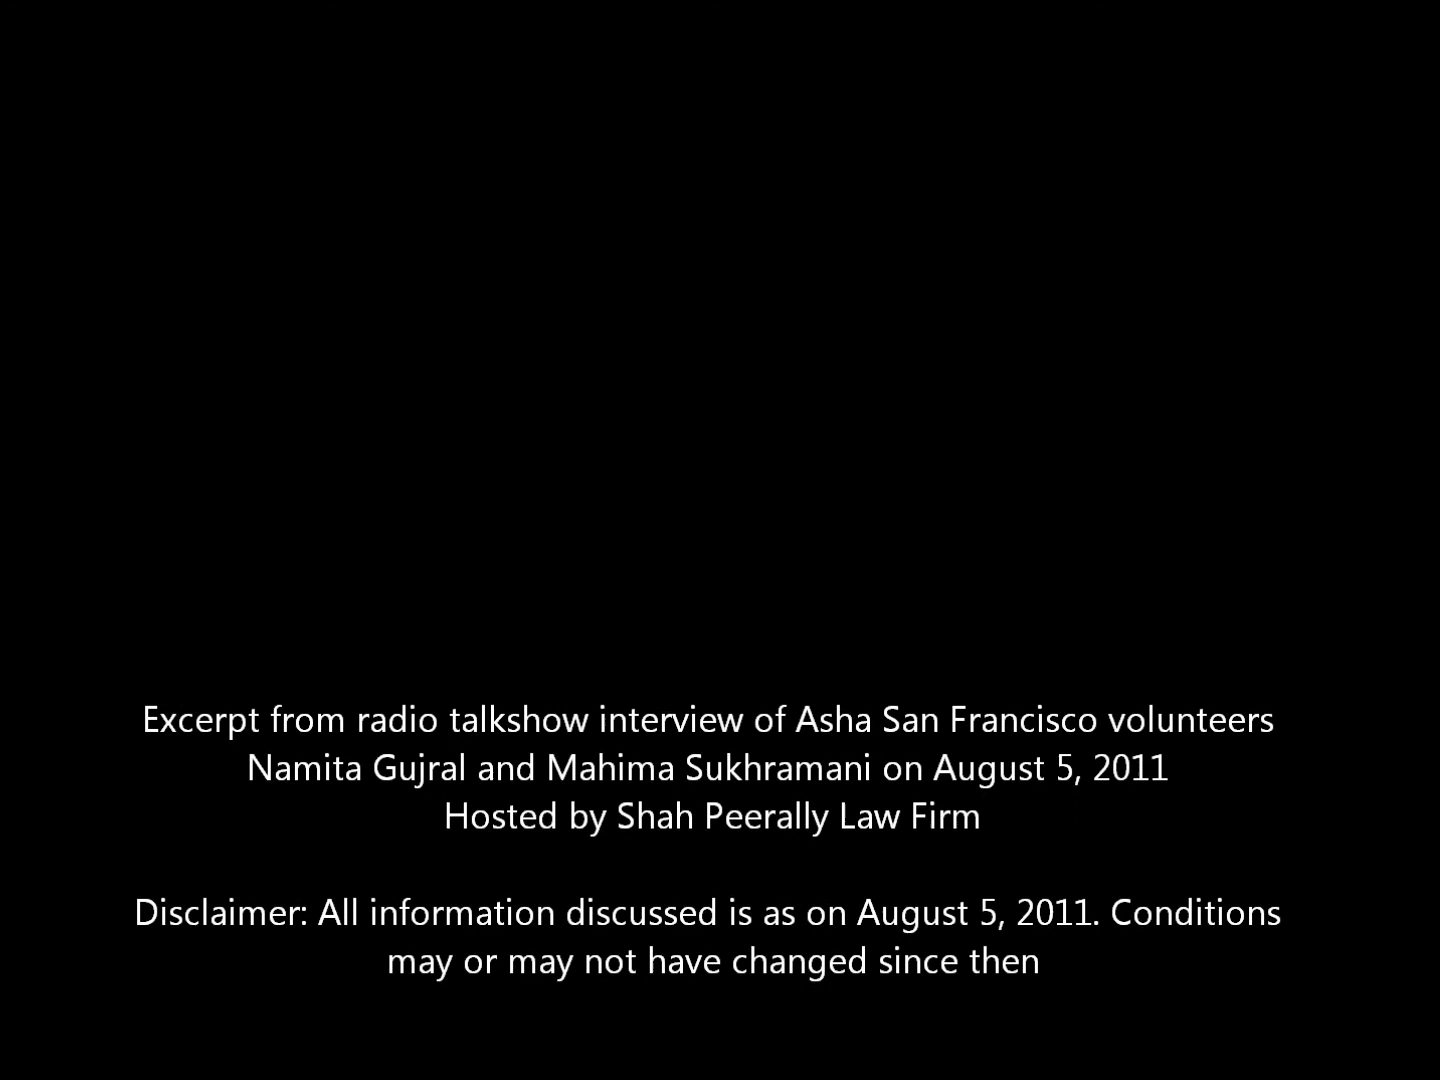 Excerpt from radio talkshow interview of Asha San Francisco volunteers
Namita Gujral and Mahima Sukhramani on August 5, 2011
Hosted by Shah Peerally Law Firm
Disclaimer: All information discussed is as on August 5, 2011. Conditions
may or may not have changed since then